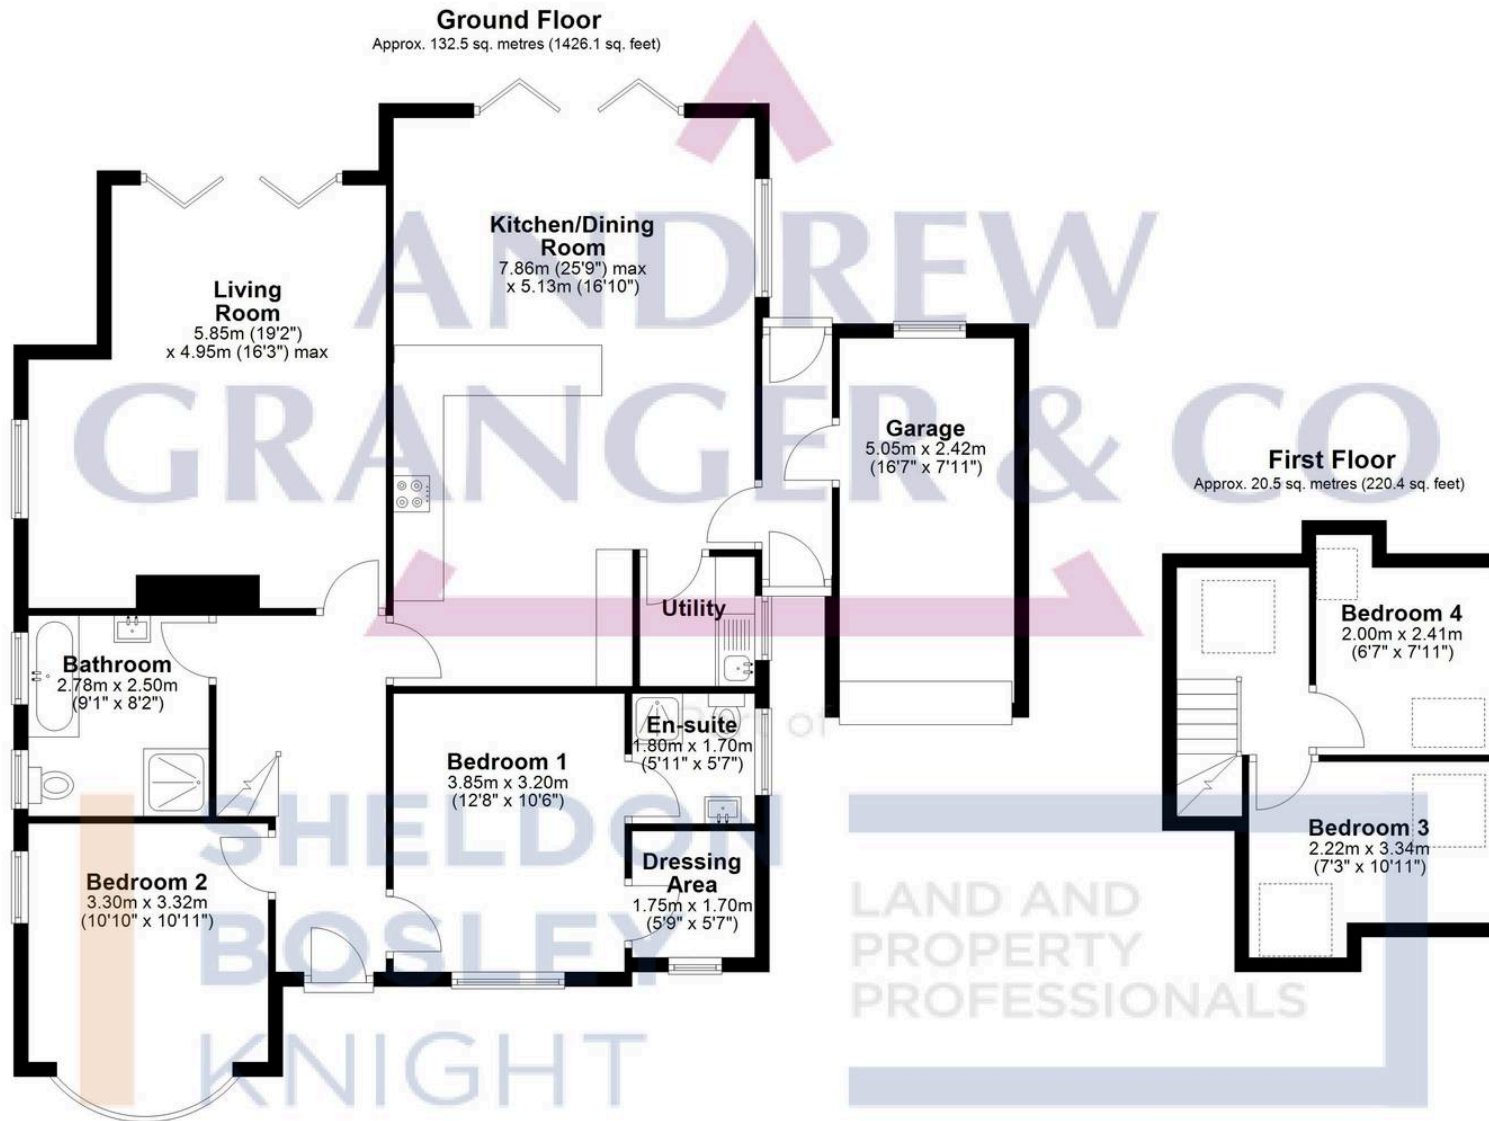 Ground Floor
Approx. 132.5 sq. metres (1426.1 sq. feet)
Kitchen/Dining
Room
7.86m (25'9") max
x 5.13m (16'10")
Living
Room
5.85m (19'2")
x 4.95m (16'3") max
Garage
5.05m x 2.42m
(16'7" x 7'11")
Utility
Bathroom
2.78m x 2.50m
(9'1" x 8'2")
En-suite
1.80m x 1.70m
(5'11" x 5'7")
Bedroom 1
3.85m x 3.20m
(12'8" x 10'6")
Dressing
Area
1.75m x 1.70m
(5'9" x 5'7")
Bedroom 2
3.30m x 3.32m
(10'10" x 10'11")
First Floor
Approx. 20.5 sq. metres (220.4 sq. feet)
Bedroom 4
2.00m x 2.41m
(6'7" x 7'11")
Bedroom 3
2.22m x 3.34m
(7'3" x 10'11")
ANDREW
GRANGER & CO
Part of
SHELDON
BOSLEY
KNIGHT
LAND AND
PROPERTY
PROFESSIONALS